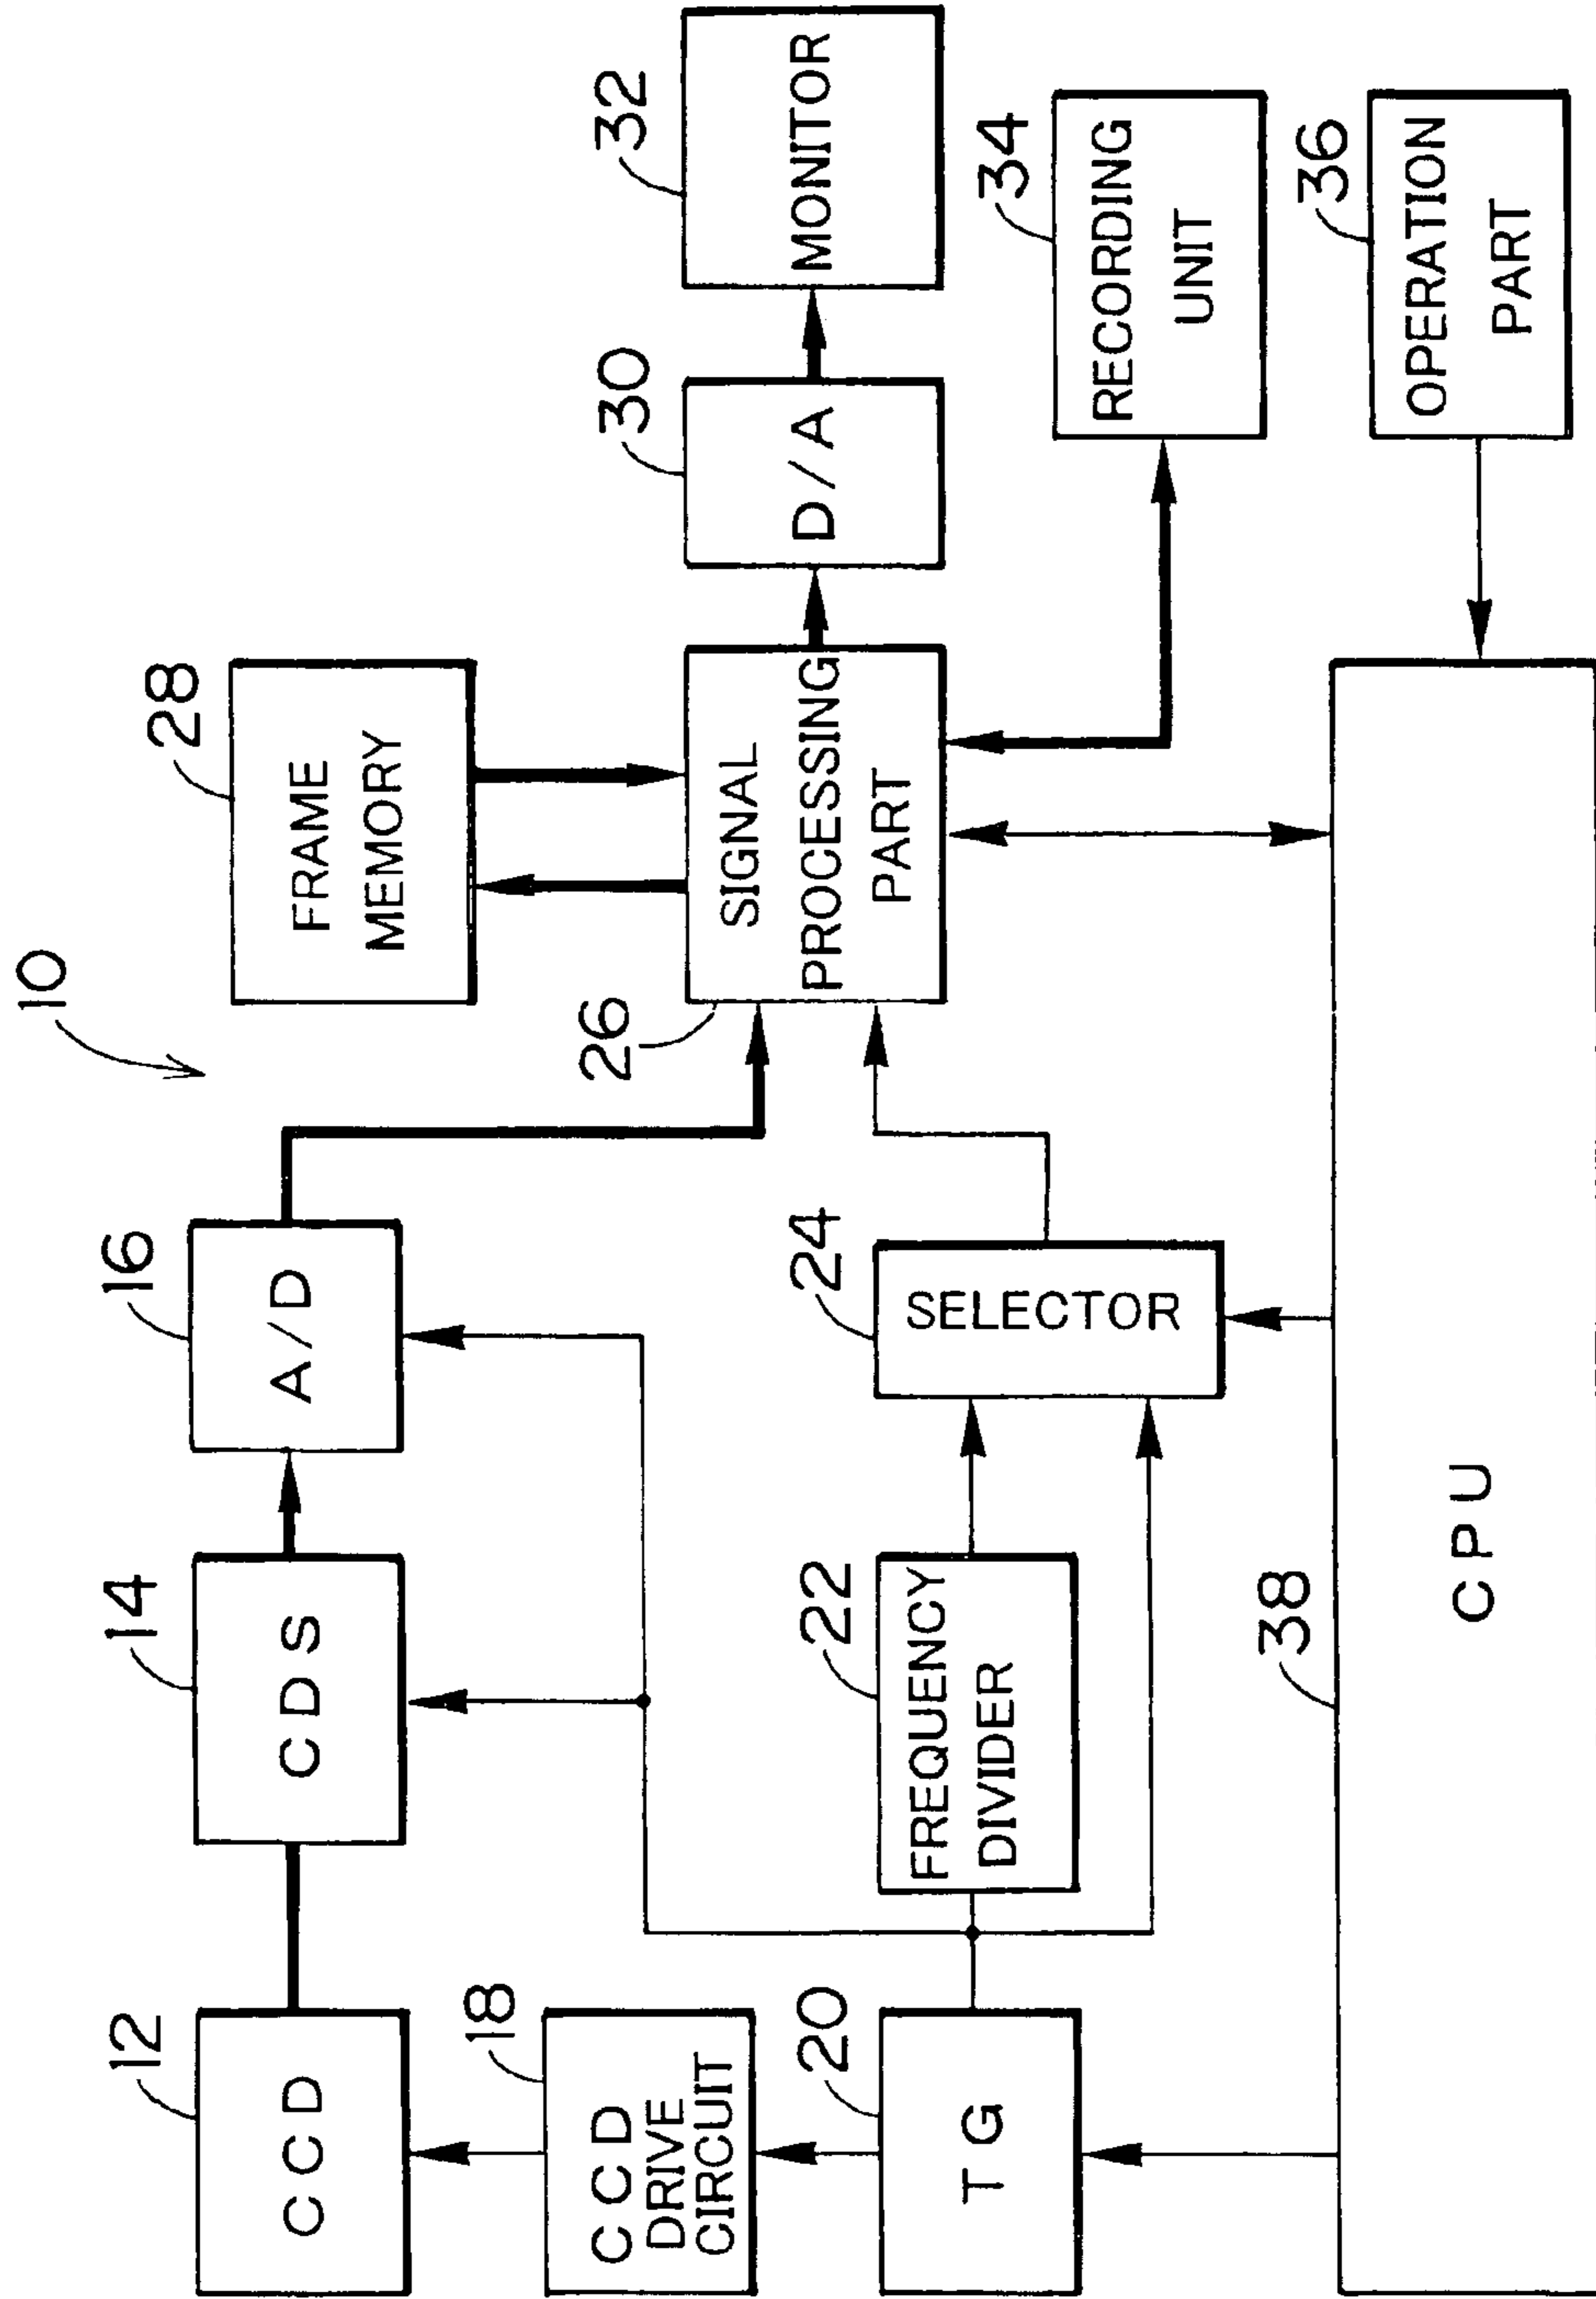 10
12
CCD
14
CDS
16
A/D
28
FRAME
MEMORY
18
CCD
DRIVE
CIRCUIT
26
SIGNAL
PROCESSING
PART
30
D/A
32
MONITOR
20
TG
22
FREQUENCY
DIVIDER
24
SELECTOR
34
RECORDING
UNIT
38
CPU
36
OPERATION
PART